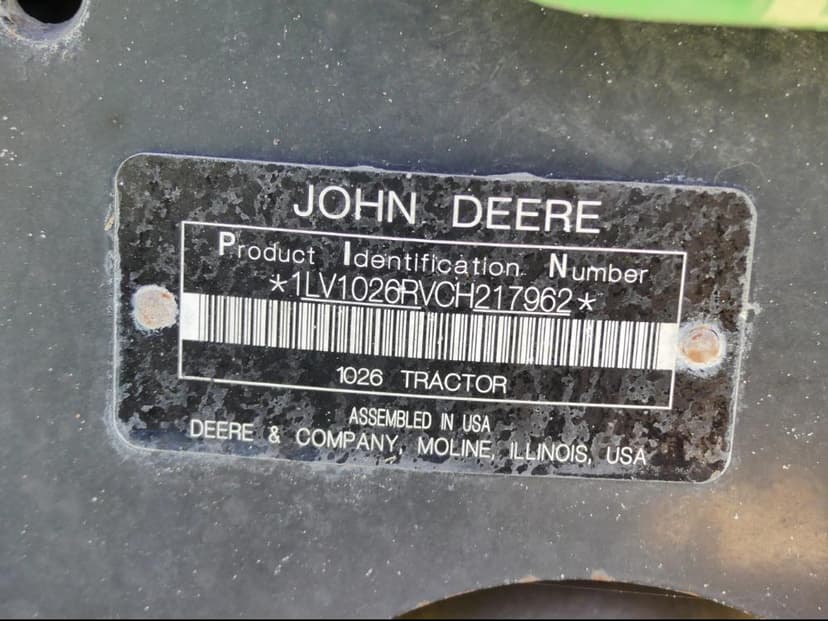 JOHN DEERE
Product Identification Number
*1LV1026RVCH217962*
1026 TRACTOR
ASSEMBLED IN USA
DEERE & COMPANY, MOLINE, ILLINOIS, USA